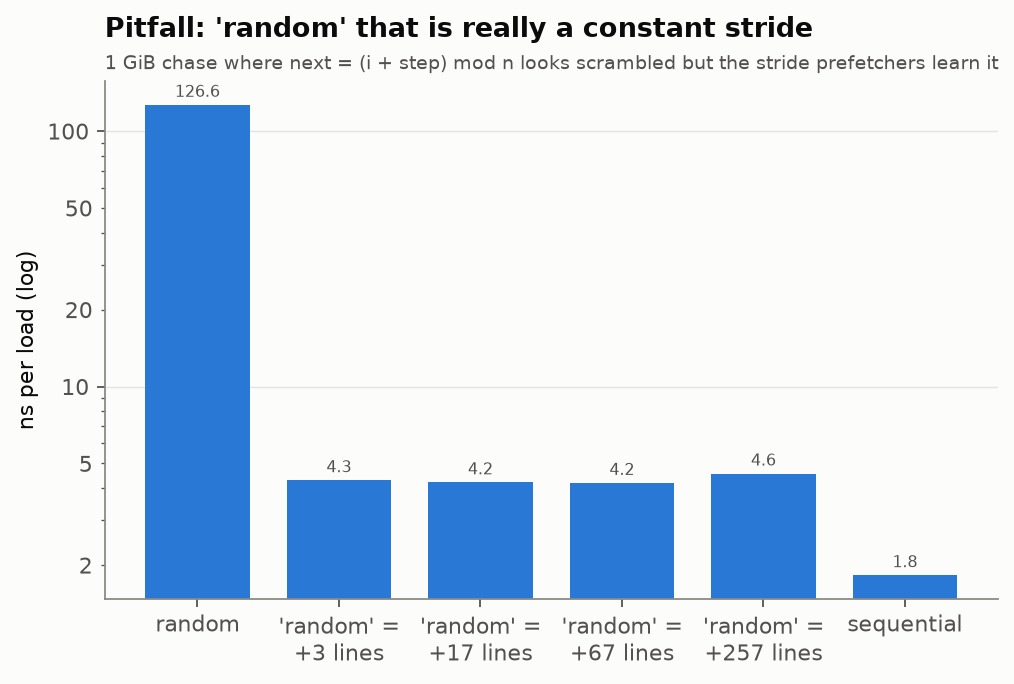 Pitfall: 'random' that is really a constant stride
1 GiB chase where next = (i + step) mod n looks scrambled but the stride prefetchers learn it
ns per load (log)
100
50
20
10
5
2
126.6
4.3
4.2
4.2
4.6
1.8
random
'random' =
+3 lines
'random' =
+17 lines
'random' =
+67 lines
'random' =
+257 lines
sequential